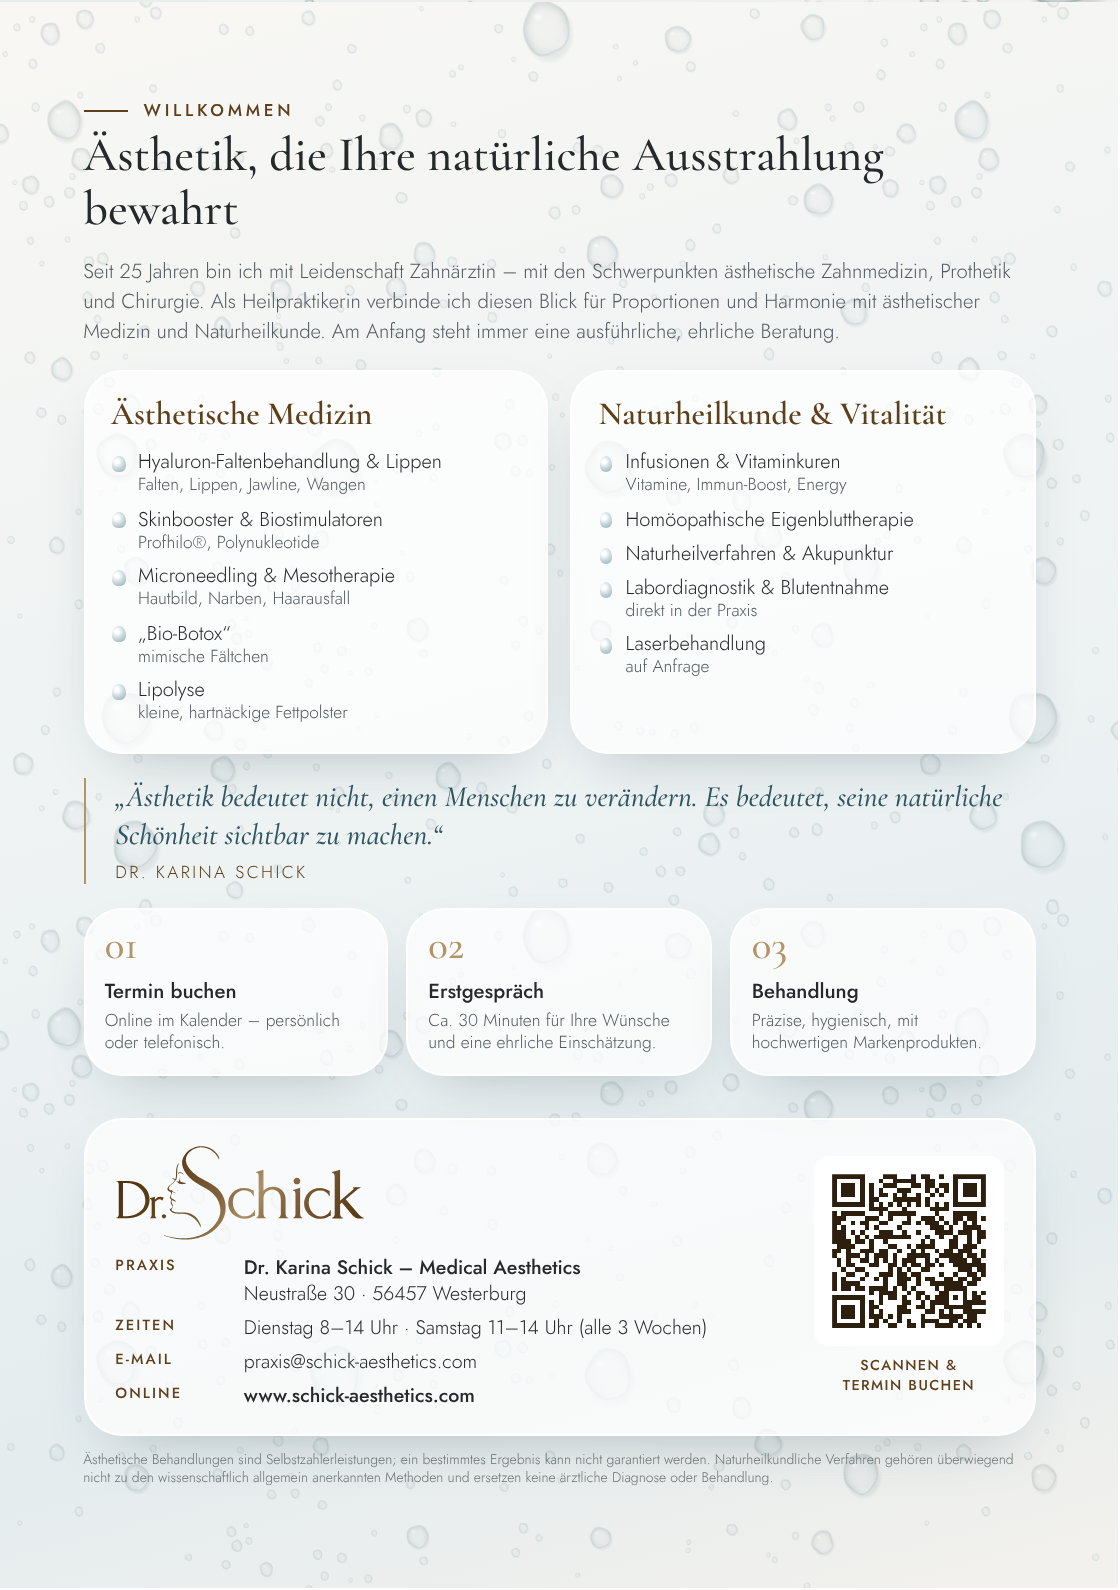 WILLKOMMEN
Ästhetik, die Ihre natürliche Ausstrahlung
bewahrt
Seit 25 Jahren bin ich mit Leidenschaft Zahnärztin – mit den Schwerpunkten ästhetische Zahnmedizin, Prothetik
und Chirurgie. Als Heilpraktikerin verbinde ich diesen Blick für Proportionen und Harmonie mit ästhetischer
Medizin und Naturheilkunde. Am Anfang steht immer eine ausführliche, ehrliche Beratung.
Ästhetische Medizin
Hyaluron-Faltenbehandlung & Lippen
Falten, Lippen, Jawline, Wangen
Skinbooster & Biostimulatoren
Profhilo®, Polynukleotide
Microneedling & Mesotherapie
Hautbild, Narben, Haarausfall
„Bio-Botox“
mimische Fältchen
Lipolyse
kleine, hartnäckige Fettpolster
Naturheilkunde & Vitalität
Infusionen & Vitaminkuren
Vitamine, Immun-Boost, Energy
Homöopathische Eigenbluttherapie
Naturheilverfahren & Akupunktur
Labordiagnostik & Blutentnahme
direkt in der Praxis
Laserbehandlung
auf Anfrage
„Ästhetik bedeutet nicht, einen Menschen zu verändern. Es bedeutet, seine natürliche
Schönheit sichtbar zu machen.“
DR. KARINA SCHICK
01
Termin buchen
Online im Kalender – persönlich
oder telefonisch.
02
Erstgespräch
Ca. 30 Minuten für Ihre Wünsche
und eine ehrliche Einschätzung.
03
Behandlung
Präzise, hygienisch, mit
hochwertigen Markenprodukten.
Dr. Schick
PRAXIS Dr. Karina Schick – Medical Aesthetics
Neustraße 30 · 56457 Westerburg
ZEITEN Dienstag 8–14 Uhr · Samstag 11–14 Uhr (alle 3 Wochen)
E-MAIL praxis@schick-aesthetics.com
ONLINE www.schick-aesthetics.com
SCANNEN &
TERMIN BUCHEN
Ästhetische Behandlungen sind Selbstzahlerleistungen; ein bestimmtes Ergebnis kann nicht garantiert werden. Naturheilkundliche Verfahren gehören überwiegend
nicht zu den wissenschaftlich allgemein anerkannten Methoden und ersetzen keine ärztliche Diagnose oder Behandlung.